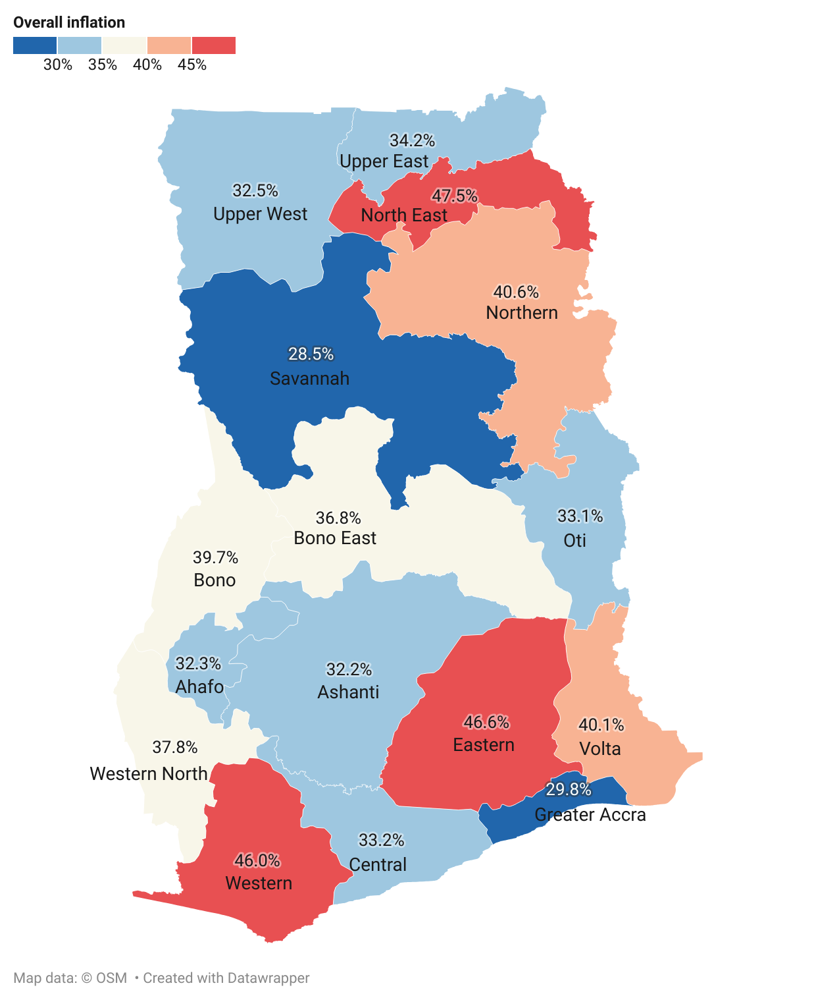 Overall inflation
30% 35% 40% 45%
34.2%
Upper East
32.5%
Upper West
47.5%
North East
40.6%
Northern
28.5%
Savannah
36.8%
Bono East
33.1%
Oti
39.7%
Bono
32.3%
Ahafo
32.2%
Ashanti
46.6%
Eastern
40.1%
Volta
37.8%
Western North
29.8%
Greater Accra
33.2%
Central
46.0%
Western
Map data: © OSM • Created with Datawrapper